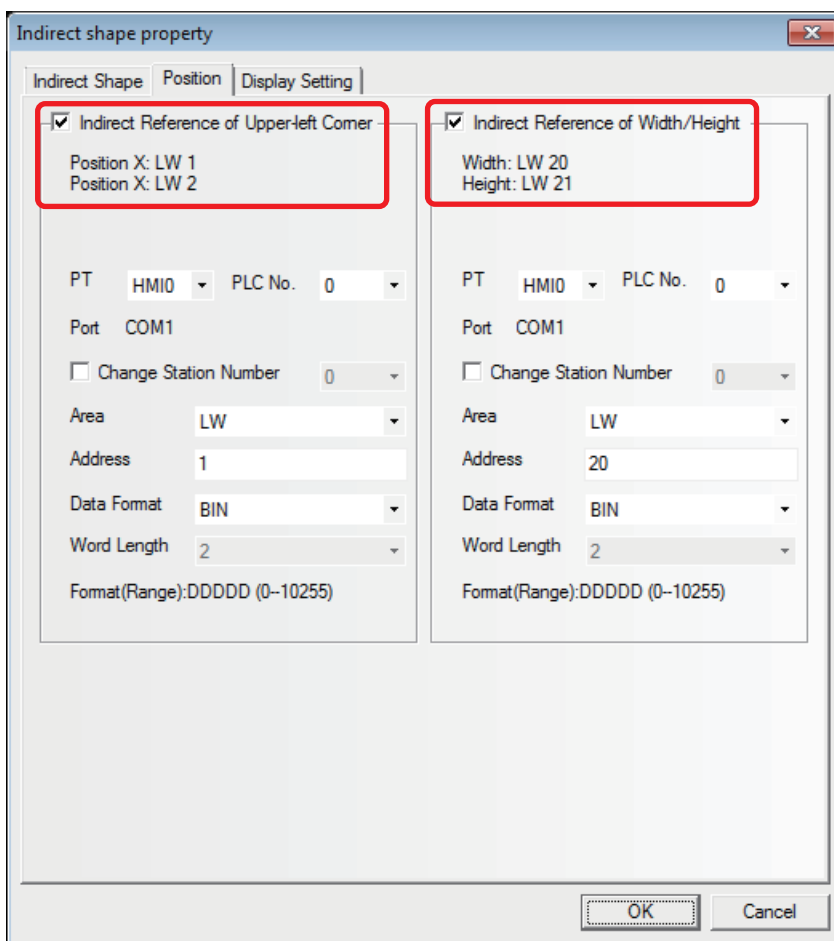 Indirect shape property
Indirect Shape Position Display Setting
Indirect Reference of Upper-left Corner
Position X: LW 1
Position X: LW 2
PT HMI0 PLC No. 0
Port COM1
Change Station Number 0
Area LW
Address 1
Data Format BIN
Word Length 2
Format(Range):DDDDD (0--10255)
Indirect Reference of Width/Height
Width: LW 20
Height: LW 21
PT HMI0 PLC No. 0
Port COM1
Change Station Number 0
Area LW
Address 20
Data Format BIN
Word Length 2
Format(Range):DDDDD (0--10255)
OK Cancel